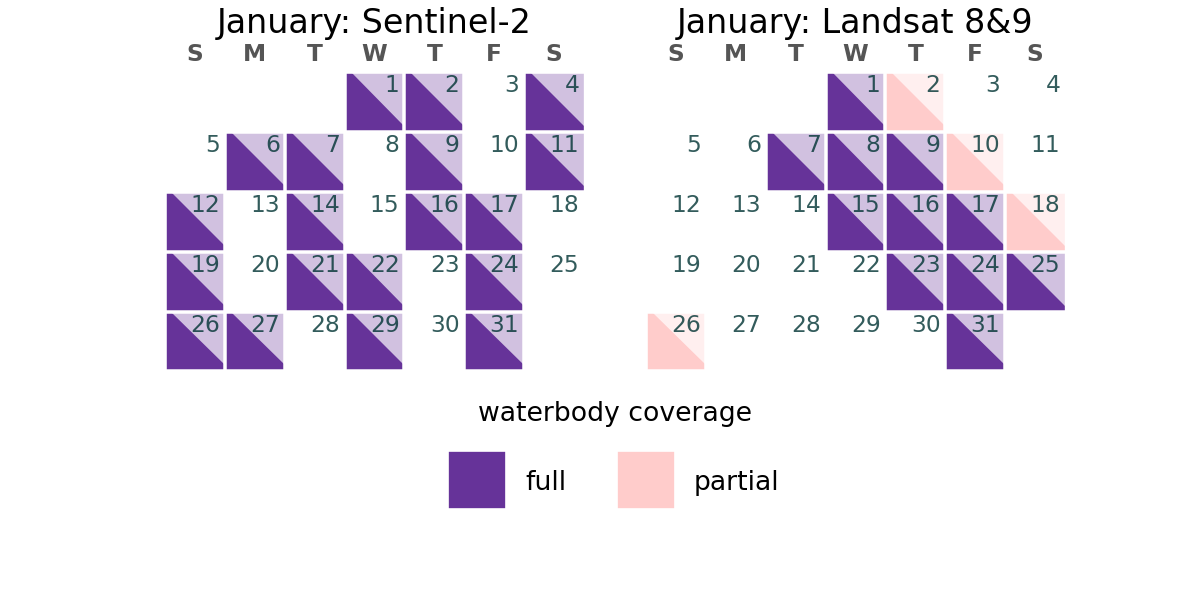 January: Sentinel-2
S M T W T F S
1 2 3 4
5 6 7 8 9 10 11
12 13 14 15 16 17 18
19 20 21 22 23 24 25
26 27 28 29 30 31
January: Landsat 8&9
S M T W T F S
1 2 3 4
5 6 7 8 9 10 11
12 13 14 15 16 17 18
19 20 21 22 23 24 25
26 27 28 29 30 31
waterbody coverage
full
partial